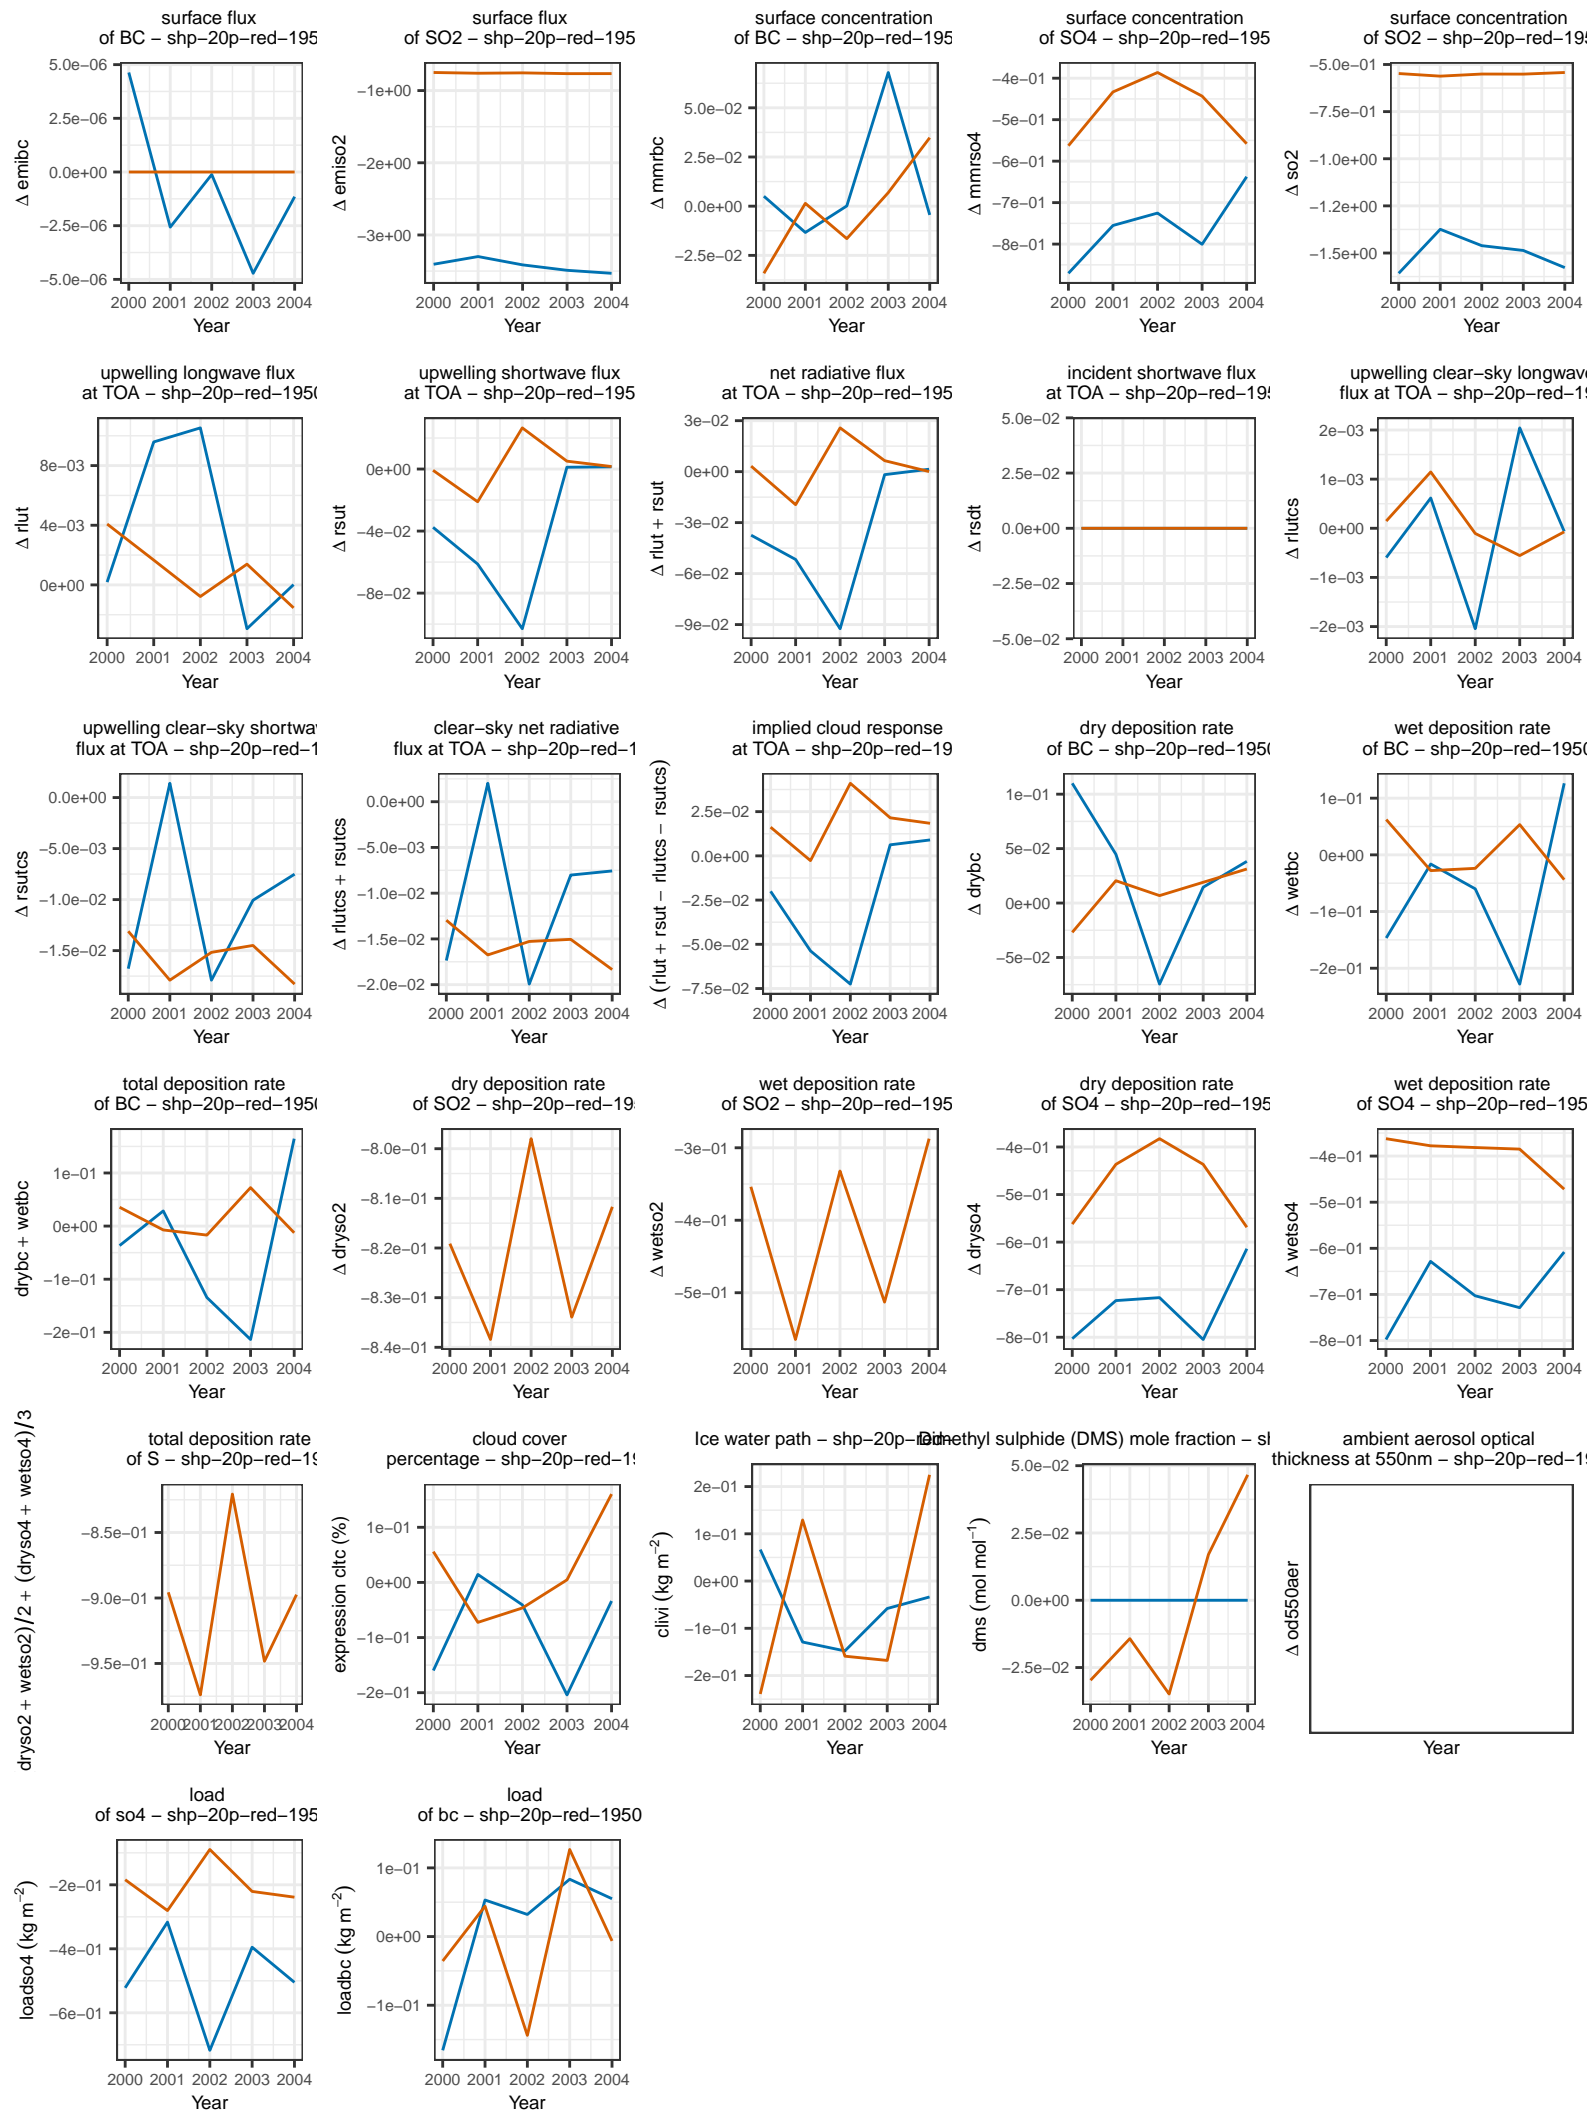 surface flux
of BC − shp−20p−red−195
Δ emibc
5.0e−06
2.5e−06
0.0e+00
−2.5e−06
−5.0e−06
2000 2001 2002 2003 2004
Year
surface flux
of SO2 − shp−20p−red−195
Δ emiso2
−1e+00
−2e+00
−3e+00
2000 2001 2002 2003 2004
Year
surface concentration
of BC − shp−20p−red−195
Δ mmrbc
5.0e−02
2.5e−02
0.0e+00
−2.5e−02
2000 2001 2002 2003 2004
Year
surface concentration
of SO4 − shp−20p−red−195
Δ mmrso4
−4e−01
−5e−01
−6e−01
−7e−01
−8e−01
2000 2001 2002 2003 2004
Year
surface concentration
of SO2 − shp−20p−red−195
Δ so2
−5.0e−01
−7.5e−01
−1.0e+00
−1.2e+00
−1.5e+00
2000 2001 2002 2003 2004
Year
upwelling longwave flux
at TOA − shp−20p−red−1950
Δ rlut
8e−03
4e−03
0e+00
2000 2001 2002 2003 2004
Year
upwelling shortwave flux
at TOA − shp−20p−red−195
Δ rsut
0e+00
−4e−02
−8e−02
2000 2001 2002 2003 2004
Year
net radiative flux
at TOA − shp−20p−red−195
Δ rlut + rsut
3e−02
0e+00
−3e−02
−6e−02
−9e−02
2000 2001 2002 2003 2004
Year
incident shortwave flux
at TOA − shp−20p−red−195
Δ rsdt
5.0e−02
2.5e−02
0.0e+00
−2.5e−02
−5.0e−02
2000 2001 2002 2003 2004
Year
upwelling clear−sky longwave
flux at TOA − shp−20p−red−19
Δ rlutcs
2e−03
1e−03
0e+00
−1e−03
−2e−03
2000 2001 2002 2003 2004
Year
upwelling clear−sky shortwav
flux at TOA − shp−20p−red−1
Δ rsutcs
0.0e+00
−5.0e−03
−1.0e−02
−1.5e−02
2000 2001 2002 2003 2004
Year
clear−sky net radiative
flux at TOA − shp−20p−red−1
Δ rlutcs + rsutcs
0.0e+00
−5.0e−03
−1.0e−02
−1.5e−02
−2.0e−02
2000 2001 2002 2003 2004
Year
implied cloud response
at TOA − shp−20p−red−19
Δ (rlut + rsut − rlutcs − rsutcs)
2.5e−02
0.0e+00
−2.5e−02
−5.0e−02
−7.5e−02
2000 2001 2002 2003 2004
Year
dry deposition rate
of BC − shp−20p−red−1950
Δ drybc
1e−01
5e−02
0e+00
−5e−02
2000 2001 2002 2003 2004
Year
wet deposition rate
of BC − shp−20p−red−1950
Δ wetbc
1e−01
0e+00
−1e−01
−2e−01
2000 2001 2002 2003 2004
Year
total deposition rate
of BC − shp−20p−red−1950
drybc + wetbc
1e−01
0e+00
−1e−01
−2e−01
2000 2001 2002 2003 2004
Year
dry deposition rate
of SO2 − shp−20p−red−19
Δ dryso2
−8.0e−01
−8.1e−01
−8.2e−01
−8.3e−01
−8.4e−01
2000 2001 2002 2003 2004
Year
wet deposition rate
of SO2 − shp−20p−red−195
Δ wetso2
−3e−01
−4e−01
−5e−01
2000 2001 2002 2003 2004
Year
dry deposition rate
of SO4 − shp−20p−red−195
Δ dryso4
−4e−01
−5e−01
−6e−01
−7e−01
−8e−01
2000 2001 2002 2003 2004
Year
wet deposition rate
of SO4 − shp−20p−red−195
Δ wetso4
−4e−01
−5e−01
−6e−01
−7e−01
−8e−01
2000 2001 2002 2003 2004
Year
total deposition rate
of S − shp−20p−red−19
dryso2 + wetso2)/2 + (dryso4 + wetso4)/3
−8.5e−01
−9.0e−01
−9.5e−01
2000 2001 2002 2003 2004
Year
cloud cover
percentage − shp−20p−red−19
expression cltc (%)
1e−01
0e+00
−1e−01
−2e−01
2000 2001 2002 2003 2004
Year
Ice water path − shp−20p−red−
clivi (kg m⁻²)
2e−01
1e−01
0e+00
−1e−01
−2e−01
2000 2001 2002 2003 2004
Year
Dimethyl sulphide (DMS) mole fraction − sh
dms (mol mol⁻¹)
5.0e−02
2.5e−02
0.0e+00
−2.5e−02
2000 2001 2002 2003 2004
Year
ambient aerosol optical
thickness at 550nm − shp−20p−red−19
Δ od550aer
Year
load
of so4 − shp−20p−red−195
loadso4 (kg m⁻²)
−2e−01
−4e−01
−6e−01
2000 2001 2002 2003 2004
Year
load
of bc − shp−20p−red−1950
loadbc (kg m⁻²)
1e−01
0e+00
−1e−01
2000 2001 2002 2003 2004
Year